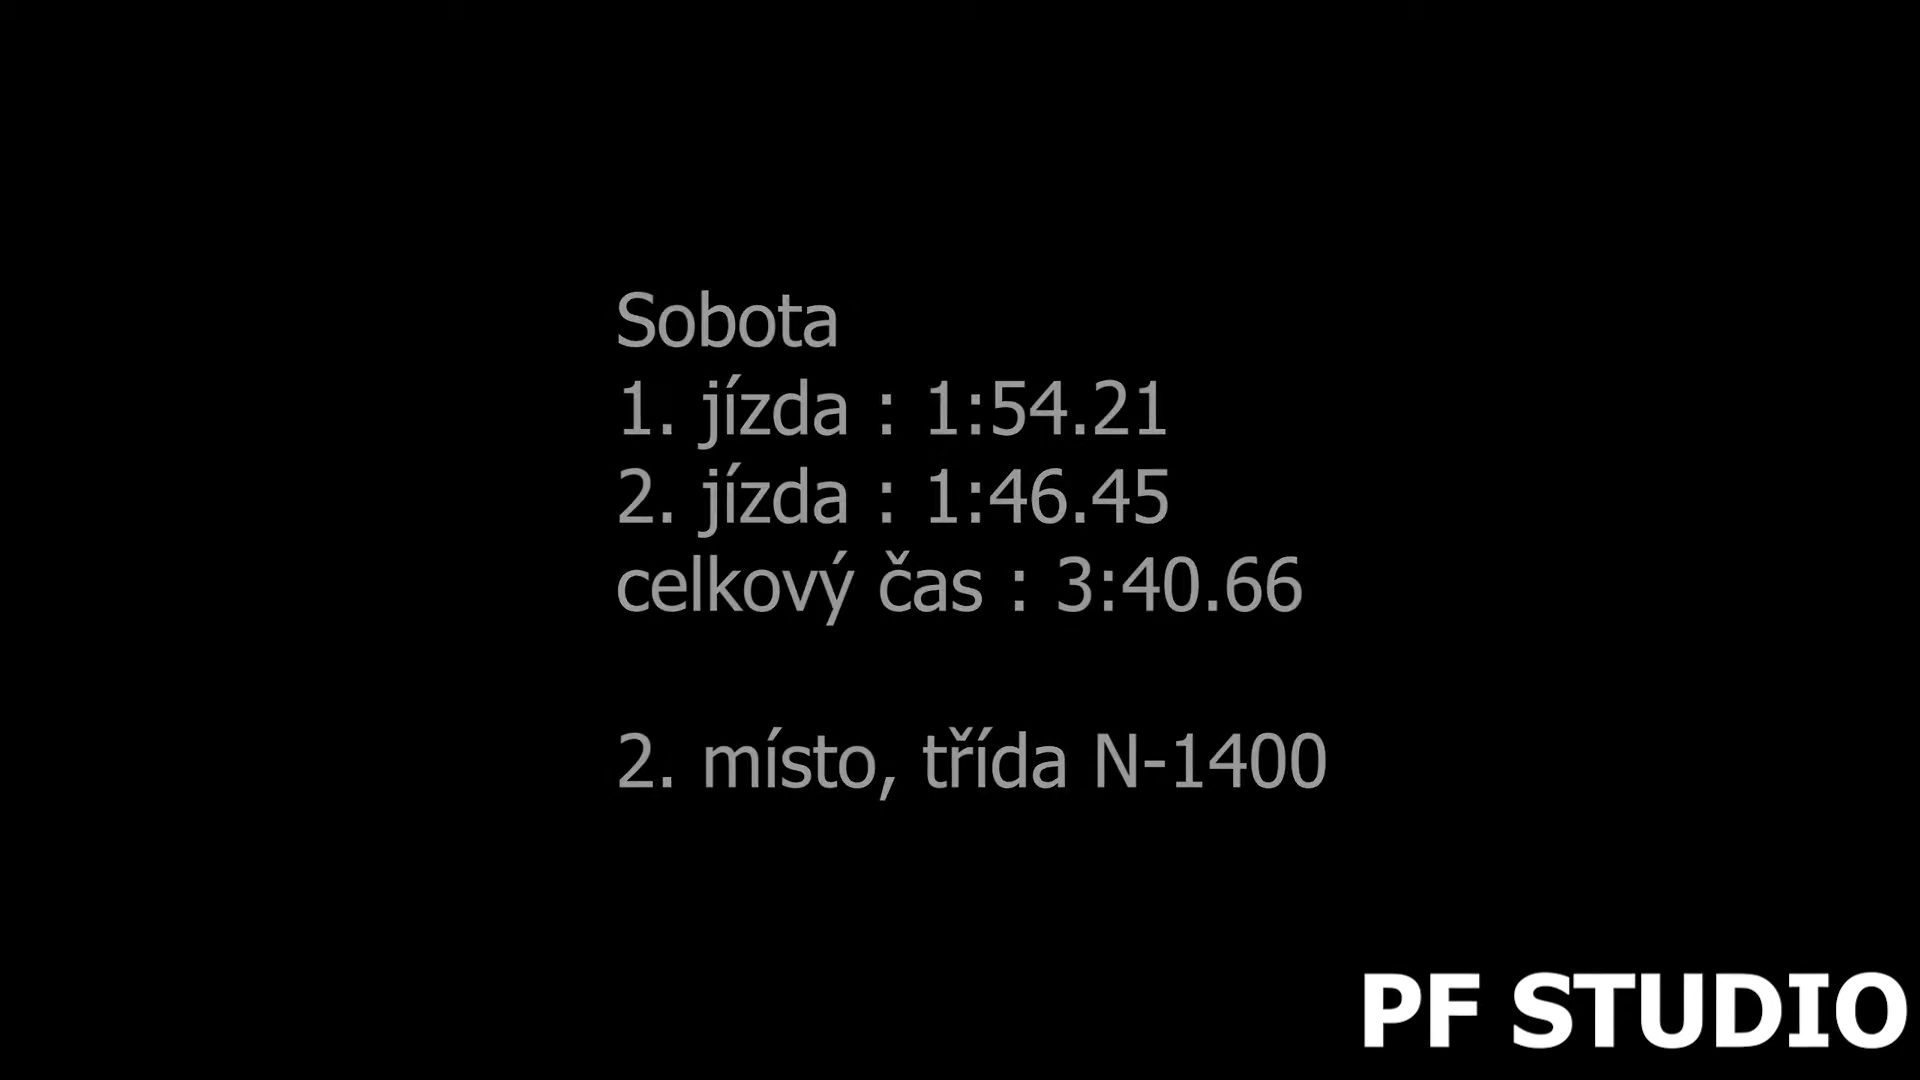 Sobota
1. jízda : 1:54.21
2. jízda : 1:46.45
celkový čas : 3:40.66
2. místo, třída N-1400
PF STUDIO